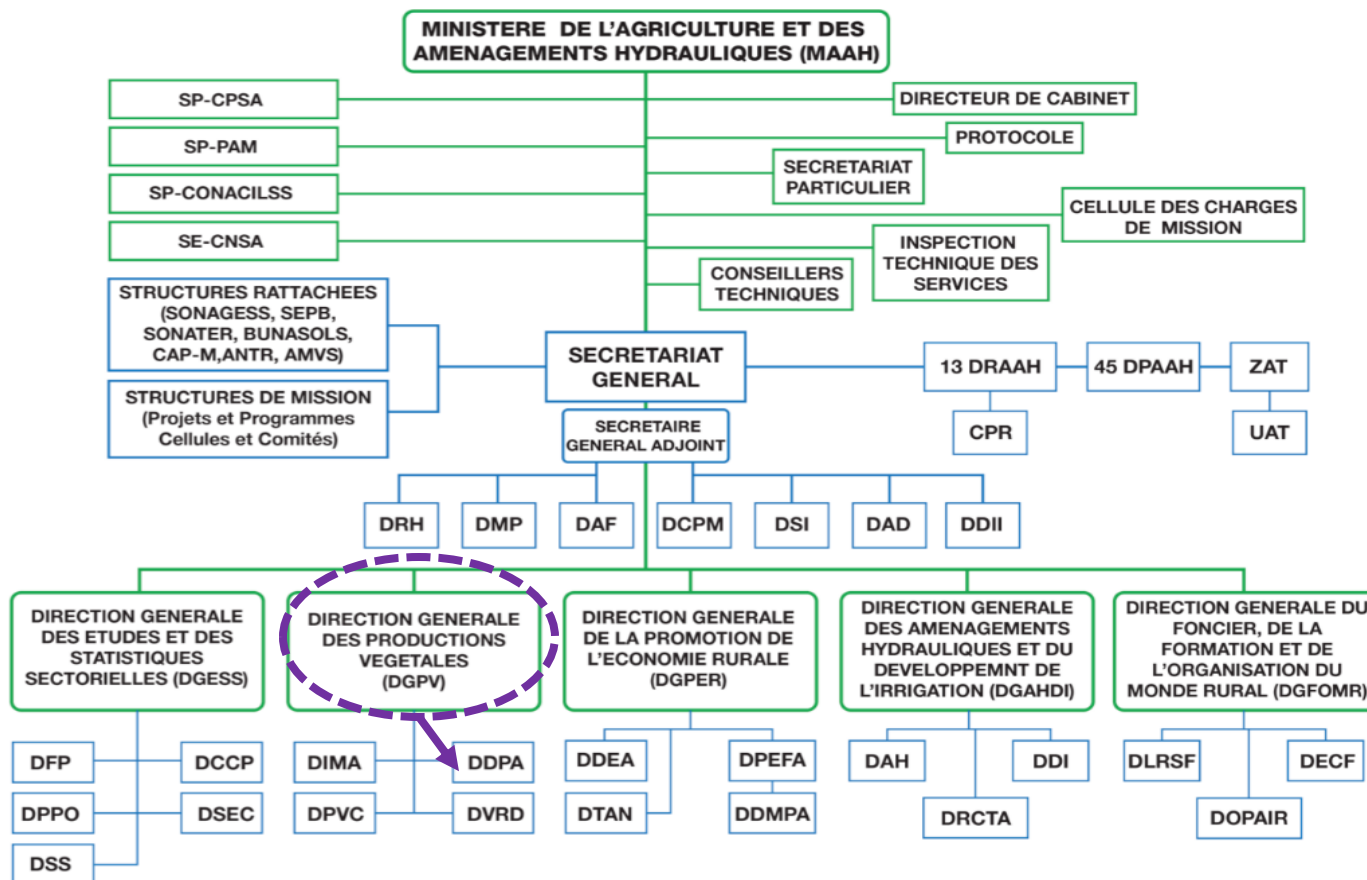 MINISTERE DE L'AGRICULTURE ET DES
AMENAGEMENTS HYDRAULIQUES (MAAH)
SP-CPSA
DIRECTEUR DE CABINET
SP-PAM
PROTOCOLE
SECRETARIAT
PARTICULIER
SP-CONACILSS
CELLULE DES CHARGES
DE MISSION
SE-CNSA
INSPECTION
TECHNIQUE DES
SERVICES
CONSEILLERS
TECHNIQUES
STRUCTURES RATTACHEES
(SONAGESS, SEPB,
SONATER, BUNASOLS,
CAP-M,ANTR, AMVS)
SECRETARIAT
GENERAL
13 DRAAH
45 DPAAH
ZAT
STRUCTURES DE MISSION
(Projets et Programmes
Cellules et Comités)
CPR
UAT
SECRETAIRE
GENERAL ADJOINT
DRH
DMP
DAF
DCPM
DSI
DAD
DDII
DIRECTION GENERALE
DES ETUDES ET DES
STATISTIQUES
SECTORIELLES (DGESS)
DIRECTION GENERALE
DES PRODUCTIONS
VEGETALES
(DGPV)
DIRECTION GENERALE
DE LA PROMOTION DE
L'ECONOMIE RURALE
(DGPER)
DIRECTION GENERALE
DES AMENAGEMENTS
HYDRAULIQUES ET DU
DEVELOPPEMNT DE
L'IRRIGATION (DGAHDI)
DIRECTION GENERALE DU
FONCIER, DE LA
FORMATION ET DE
L'ORGANISATION DU
MONDE RURAL (DGFOMR)
DFP
DCCP
DPPO
DSEC
DSS
DIMA
DDPA
DPVC
DVRD
DDEA
DPEFA
DTAN
DDMPA
DAH
DDI
DRCTA
DLRSF
DECF
DOPAIR